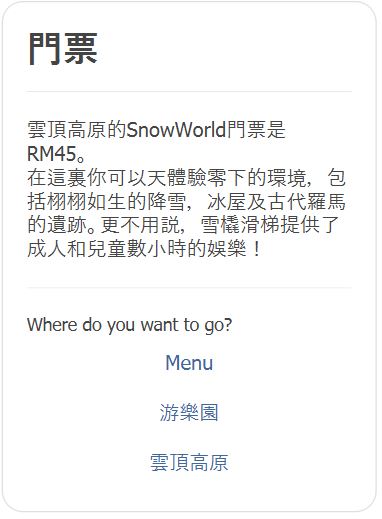 門票
雲頂高原的SnowWorld門票是
RM45。
在這裏你可以天體驗零下的環境，包
括栩栩如生的降雪，冰屋及古代羅馬
的遺跡。更不用説，雪橇滑梯提供了
成人和兒童數小時的娛樂！
Where do you want to go?
Menu
游樂園
雲頂高原